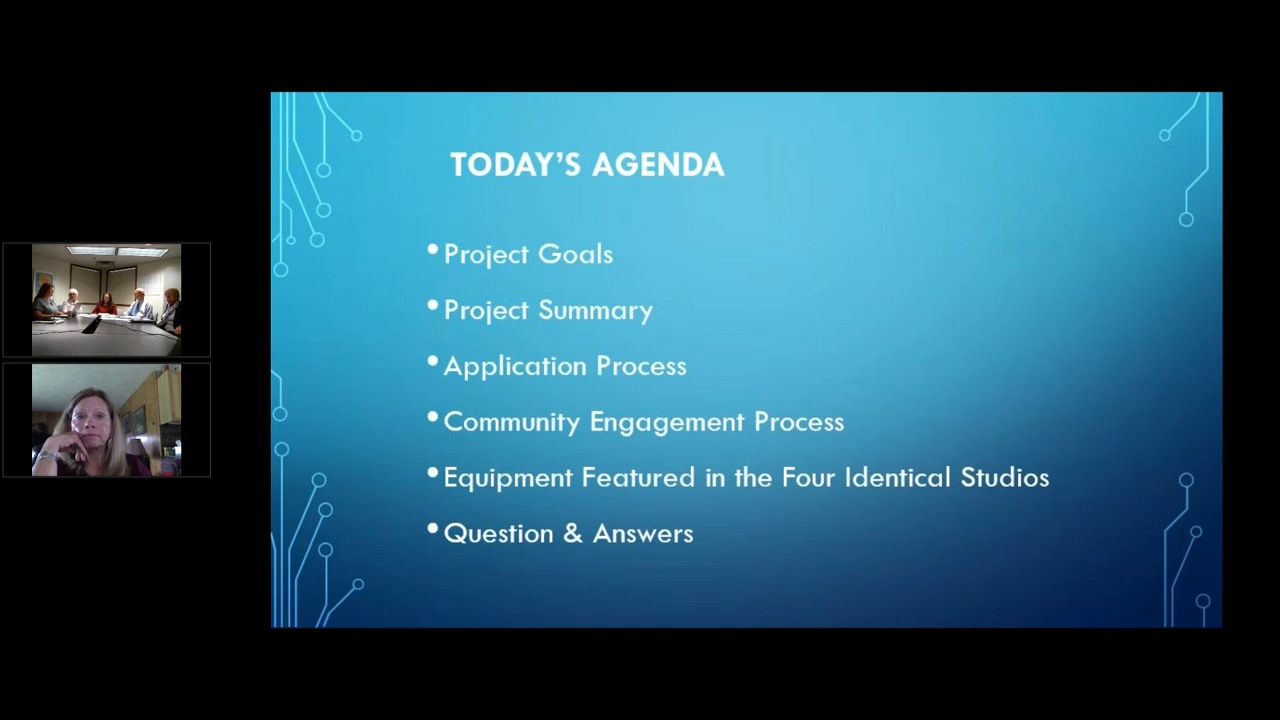 TODAY'S AGENDA
• Project Goals
• Project Summary
• Application Process
• Community Engagement Process
• Equipment Featured in the Four Identical Studios
• Question & Answers